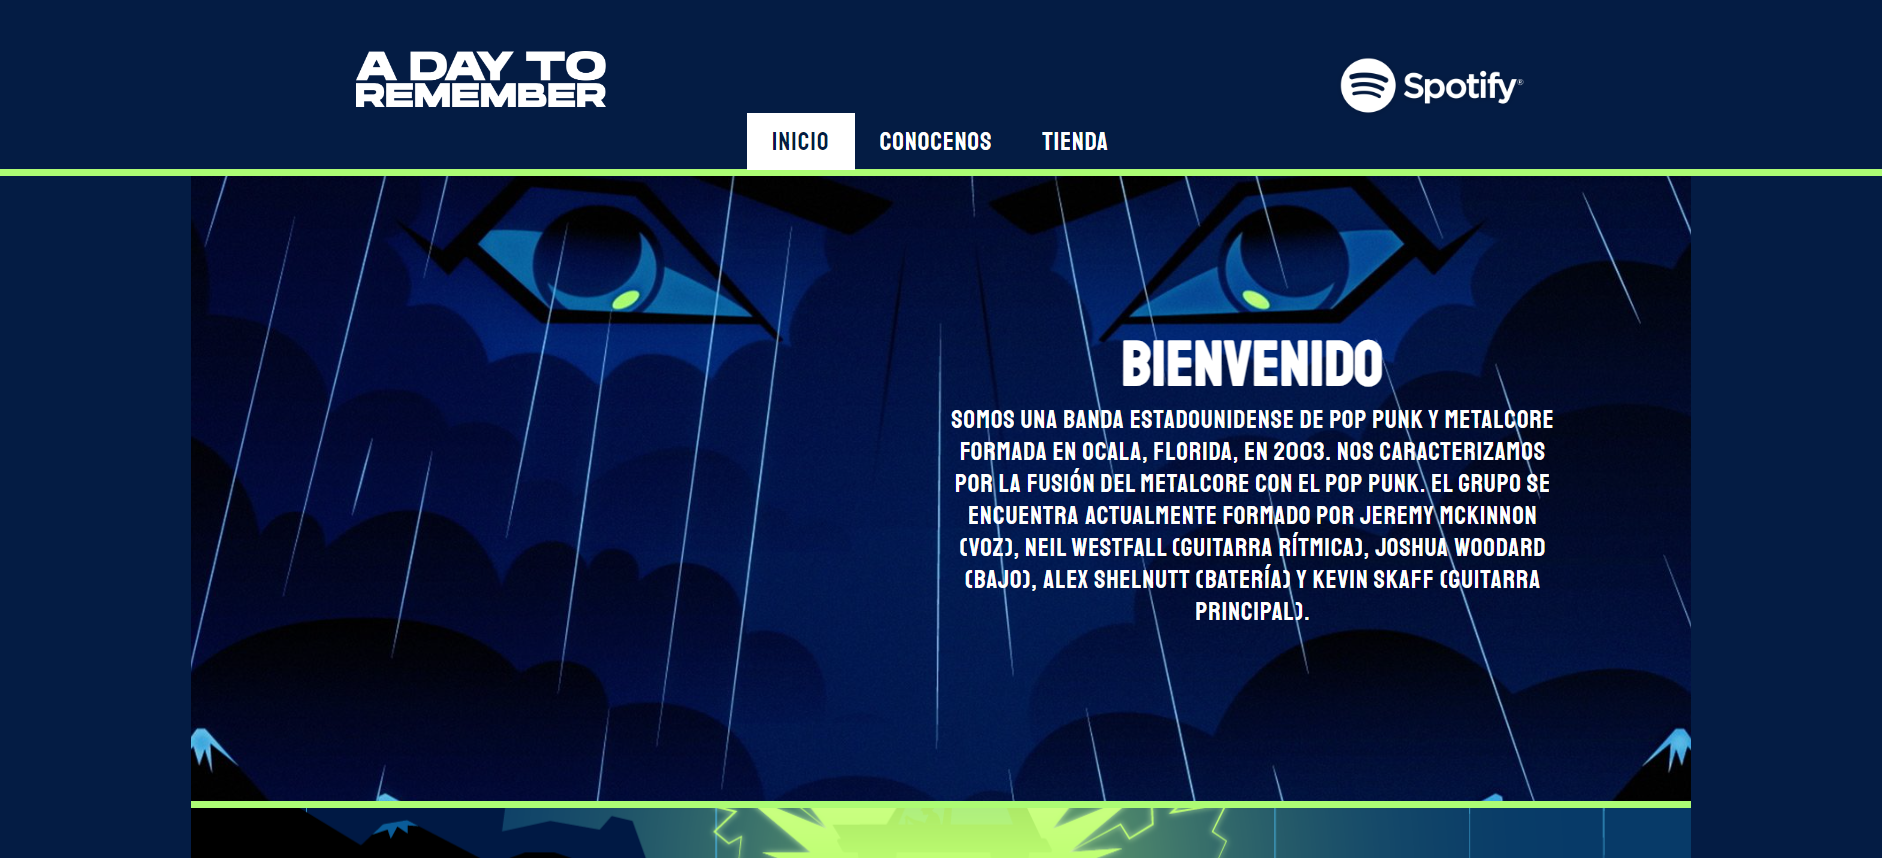 A DAY TO
REMEMBER
Spotify®
INICIO CONOCENOS TIENDA
BIENVENIDO
SOMOS UNA BANDA ESTADOUNIDENSE DE POP PUNK Y METALCORE
FORMADA EN OCALA, FLORIDA, EN 2003. NOS CARACTERIZAMOS
POR LA FUSIÓN DEL METALCORE CON EL POP PUNK. EL GRUPO SE
ENCUENTRA ACTUALMENTE FORMADO POR JEREMY MCKINNON
(VOZ), NEIL WESTFALL (GUITARRA RÍTMICA), JOSHUA WOODARD
(BAJO), ALEX SHELNUTT (BATERÍA) Y KEVIN SKAFF (GUITARRA
PRINCIPAL).